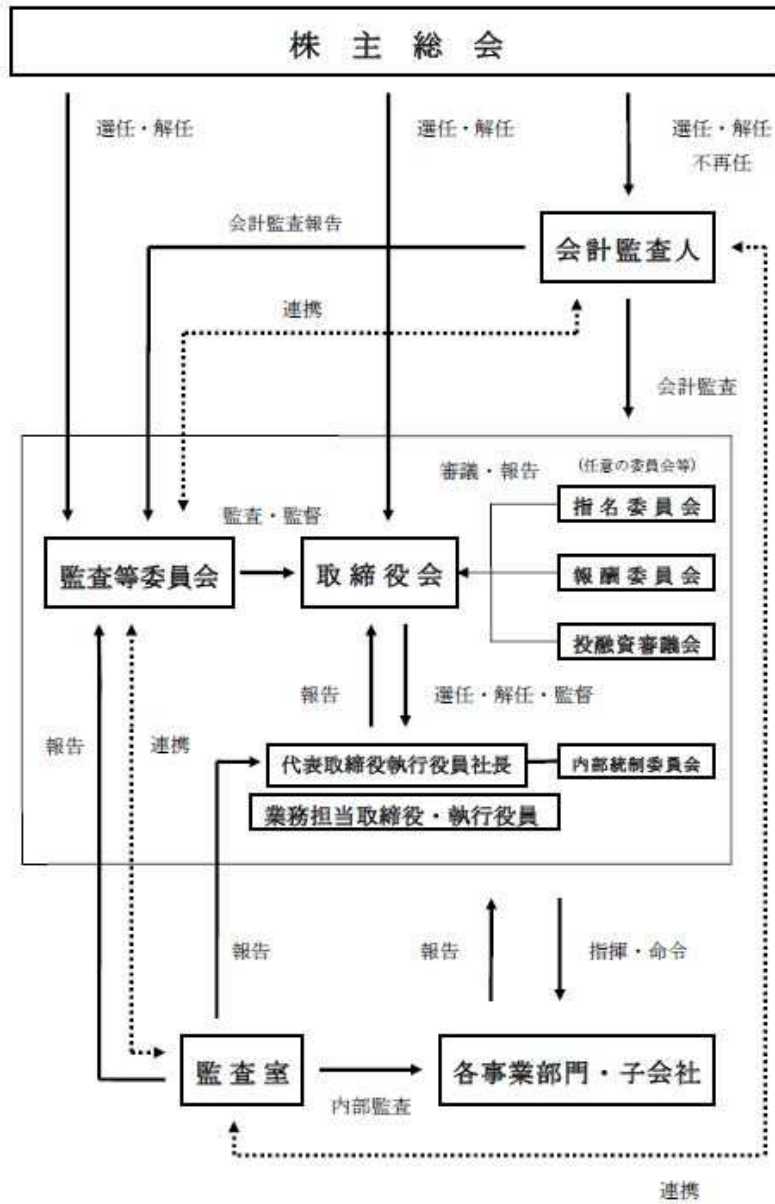 株主総会
選任・解任
選任・解任
選任・解任
不再任
会計監査報告
会計監査人
連携
会計監査
審議・報告
(任意の委員会等)
指名委員会
監査・監督
監査等委員会
取締役会
報酬委員会
投融資審議会
報告
選任・解任・監督
報告
連携
代表取締役執行役員社長
内部統制委員会
業務担当取締役・執行役員
報告
報告
指揮・命令
監査室
各事業部門・子会社
内部監査
連携